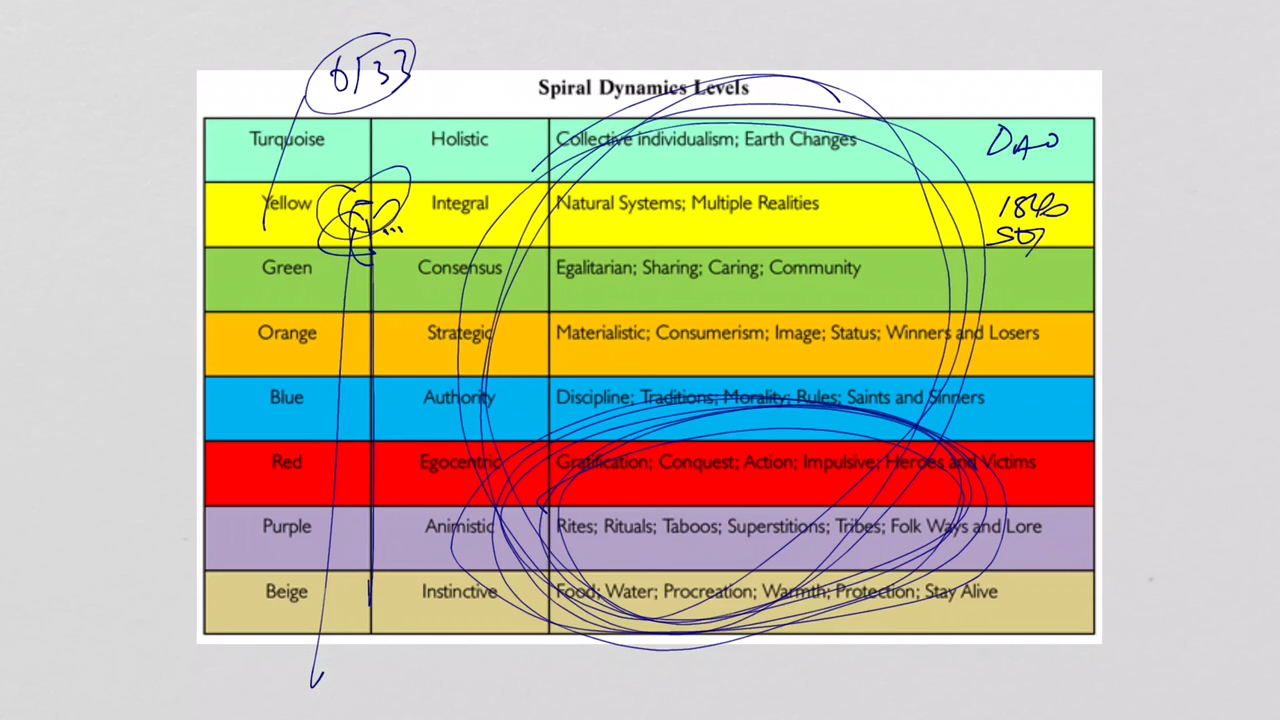 Spiral Dynamics Levels
Turquoise Holistic Collective individualism; Earth Changes DAO
Yellow Integral Natural Systems; Multiple Realities
Green Consensus Egalitarian; Sharing; Caring; Community
Orange Strategic Materialistic; Consumerism; Image; Status; Winners and Losers
Blue Authority Discipline; Traditions; Morality; Rules; Saints and Sinners
Red Egocentric Gratification; Conquest; Action; Impulsive; Heroes and Victims
Purple Animistic Rites; Rituals; Taboos; Superstitions; Tribes; Folk Ways and Lore
Beige Instinctive Food; Water; Procreation; Warmth; Protection; Stay Alive